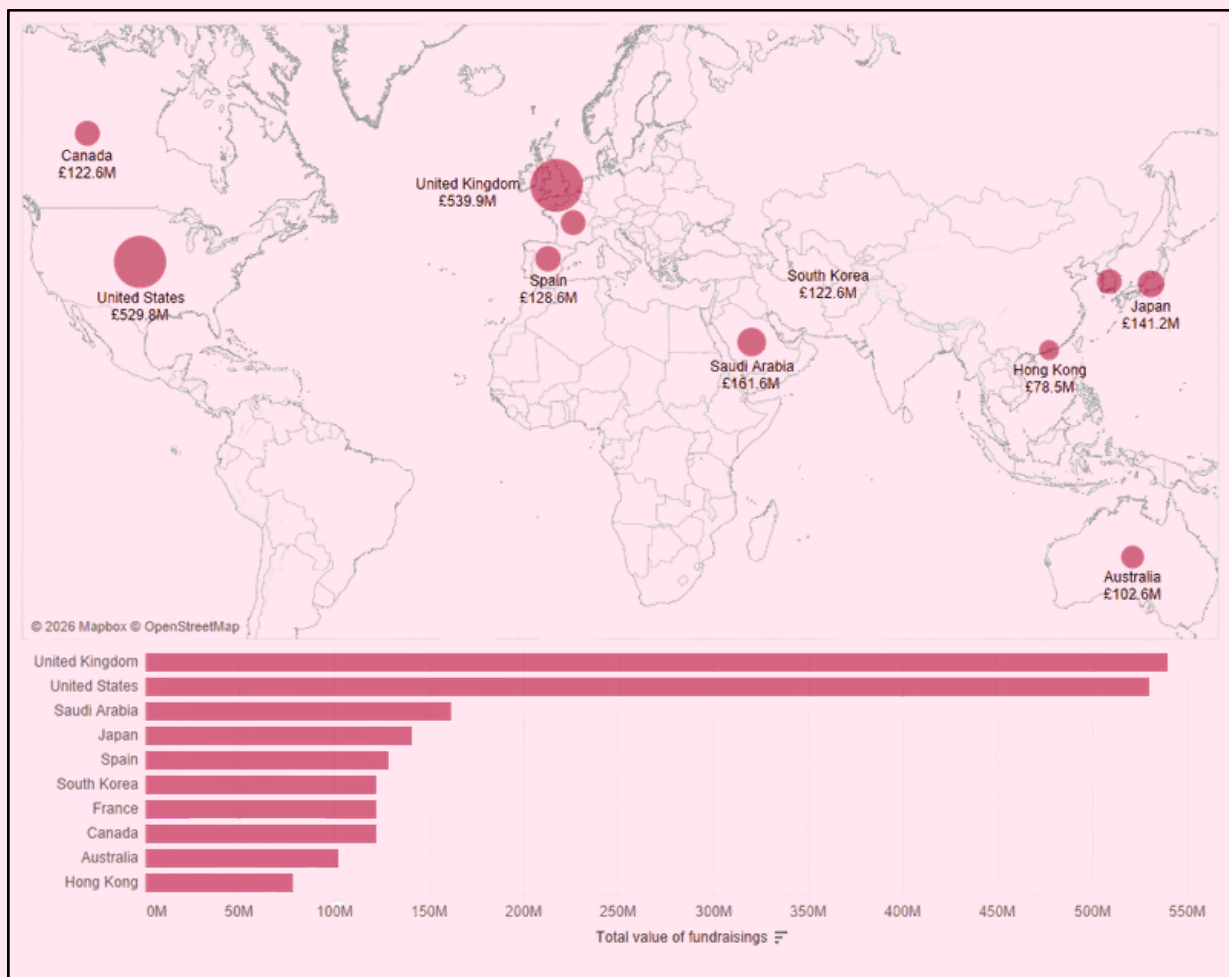 Canada
£122.6M
United Kingdom
£539.9M
United States
£529.8M
Spain
£128.6M
South Korea
£122.6M
Japan
£141.2M
Saudi Arabia
£161.6M
Hong Kong
£78.5M
Australia
£102.6M
© 2026 Mapbox © OpenStreetMap
United Kingdom
United States
Saudi Arabia
Japan
Spain
South Korea
France
Canada
Australia
Hong Kong
0M 50M 100M 150M 200M 250M 300M 350M 400M 450M 500M 550M
Total value of fundraisings